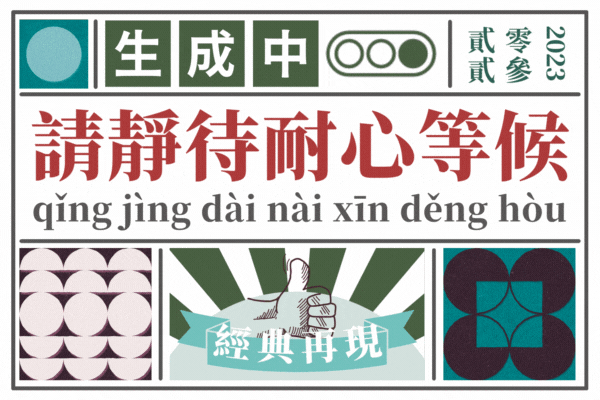 生成中
貳零
貳參
2023
請靜待耐心等候
qǐng jìng dài nài xīn děng hòu
經典再現